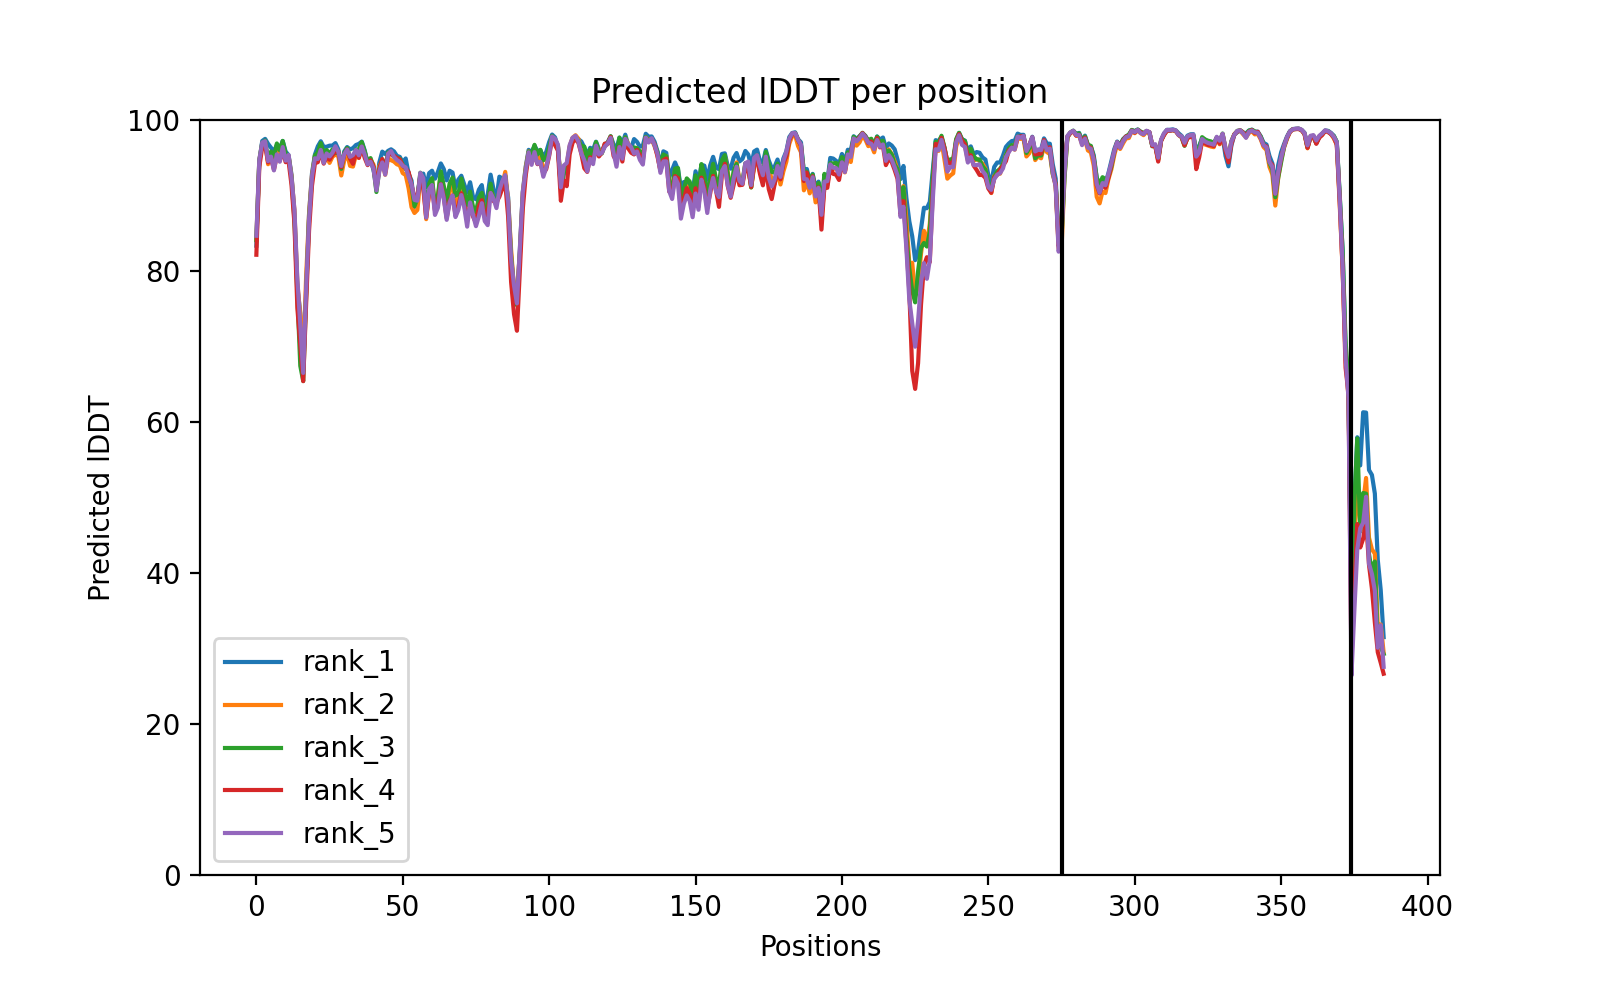 Predicted lDDT per position
100
80
60
40
20
0
Predicted lDDT
rank_1
rank_2
rank_3
rank_4
rank_5
0 50 100 150 200 250 300 350 400
Positions